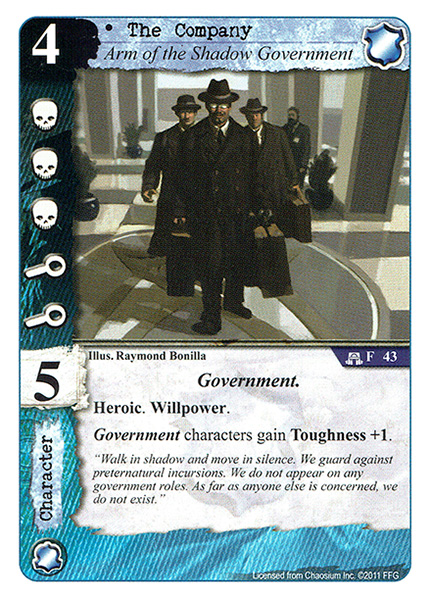 4
• The Company
Arm of the Shadow Government
Illus. Raymond Bonilla
F 43
5
Government.
Heroic. Willpower.
Government characters gain Toughness +1.
“Walk in shadow and move in silence. We guard against
preternatural incursions. We do not appear on any
government roles. As far as anyone else is concerned, we
do not exist.”
Character
Licensed from Chaosium Inc. ©2011 FFG